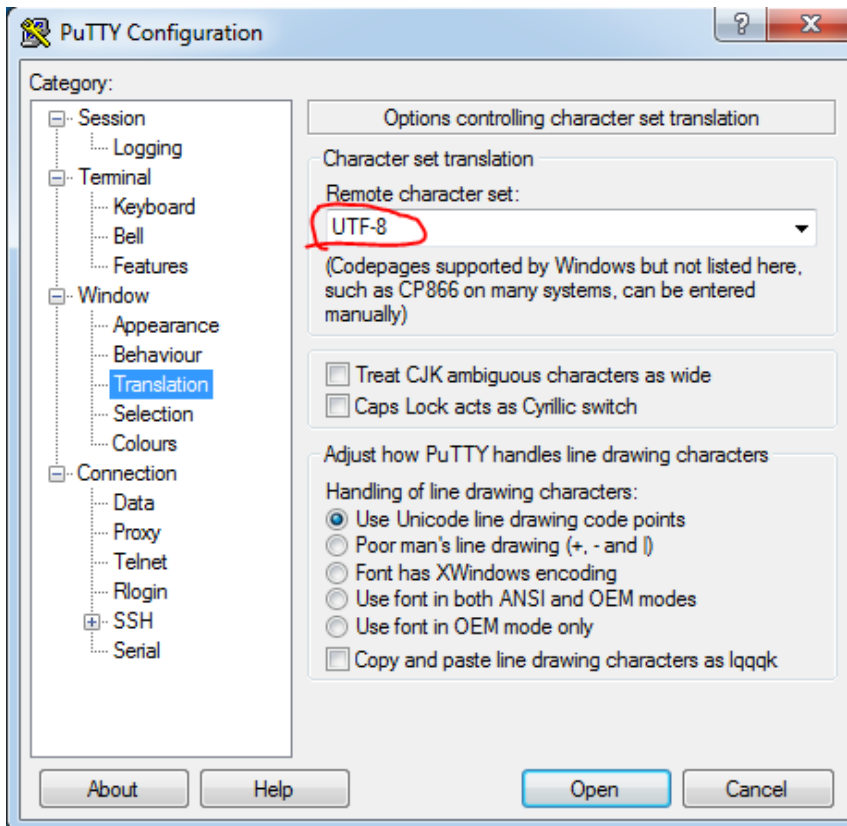 PuTTY Configuration
Category:
Session
Logging
Terminal
Keyboard
Bell
Features
Window
Appearance
Behaviour
Translation
Selection
Colours
Connection
Data
Proxy
Telnet
Rlogin
SSH
Serial
Options controlling character set translation
Character set translation
Remote character set:
UTF-8
(Codepages supported by Windows but not listed here,
such as CP866 on many systems, can be entered
manually)
Treat CJK ambiguous characters as wide
Caps Lock acts as Cyrillic switch
Adjust how PuTTY handles line drawing characters
Handling of line drawing characters:
Use Unicode line drawing code points
Poor man's line drawing (+, - and |)
Font has XWindows encoding
Use font in both ANSI and OEM modes
Use font in OEM mode only
Copy and paste line drawing characters as lqqqk
About
Help
Open
Cancel